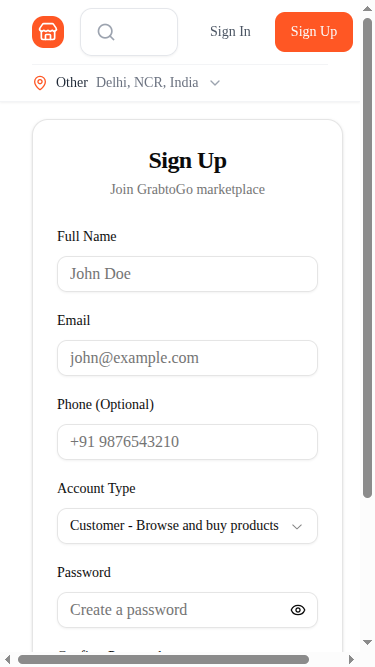 Sign In
Sign Up
Other Delhi, NCR, India
Sign Up
Join GrabtoGo marketplace
Full Name
John Doe
Email
john@example.com
Phone (Optional)
+91 9876543210
Account Type
Customer - Browse and buy products
Password
Create a password